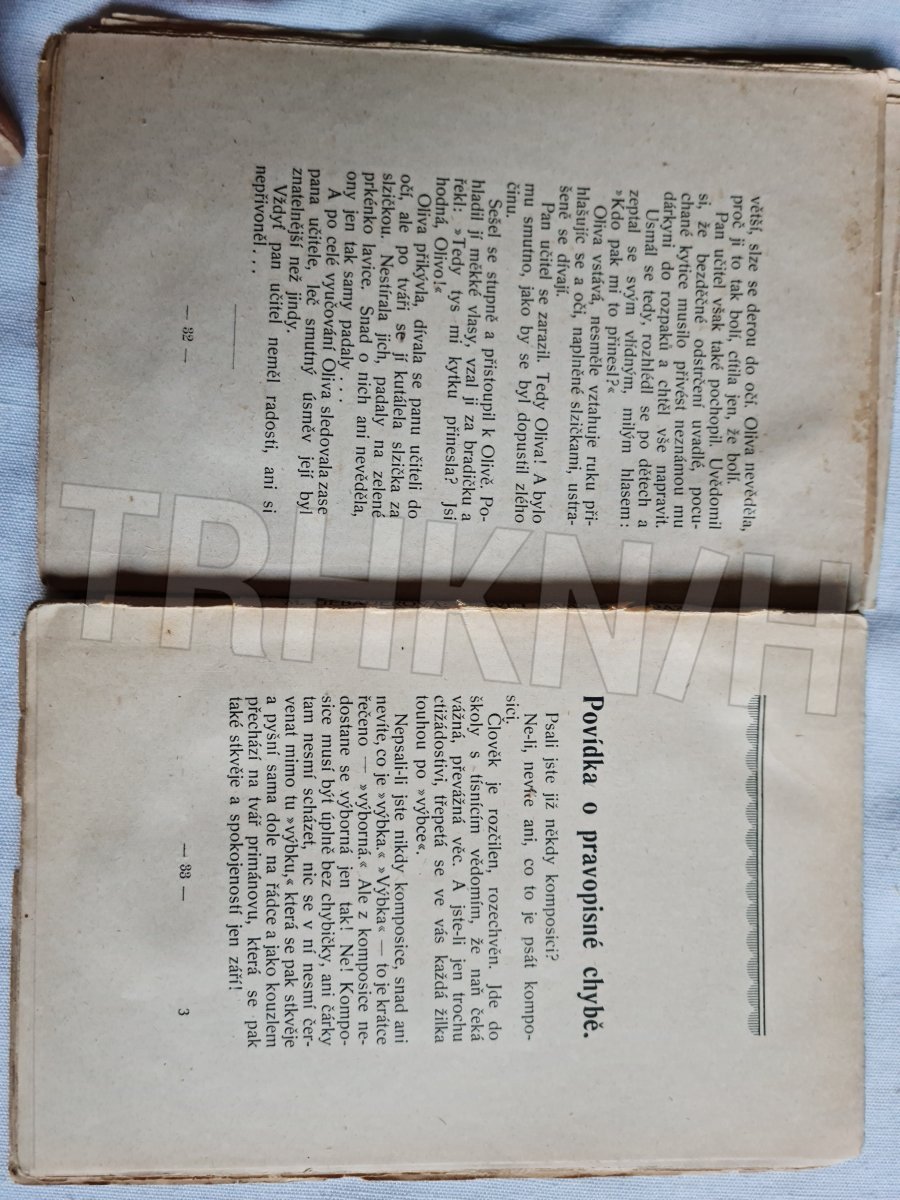 větší, slze se derou do očí. Oliva nevěděla,
proč jí to tak bolí, cítila jen, že bolí.
Pan učitel však také pochopil. Uvědomil
si, že bezděčné odstrčení uvadlé, pocu-
chané kytice musilo přivést neznámou mu
dárkyni do rozpaků a chtěl vše napravit.
Usmál se tedy, rozhlédl se po dětech a
zeptal se svým vlídným, milým hlasem:
»Kdo pak mi to přinesl?«
Oliva vstává, nesměle vztahuje ruku při-
hlašujíc se a oči, naplněné slzičkami, ustra-
šeně se dívají.
Pan učitel se zarazil. Tedy Oliva! A bylo
mu smutno, jako by se byl dopustil zlého
činu.
Sešel se stupně a přistoupil k Olivě. Po-
hladil jí měkké vlasy, vzal ji za bradičku a
řekl: »Tedy tys mi kytku přinesla? Jsi
hodná, Olivo!«
Oliva přikývla, dívala se panu učiteli do
očí, ale po tváři se jí kutálela slzička za
slzičkou. Nestírala jich, padaly na zelené
prkénko lavice. Snad o nich ani nevěděla,
ony jen tak samy padaly . . .
A po celé vyučování Oliva sledovala zase
pana učitele, leč smutný úsměv její byl
znatelnější než jindy.
Vždyť pan učitel neměl radosti, ani si
nepřivoněl . . .
— 32 —
Povídka o pravopisné chybě.
Psali jste již někdy komposici?
Ne-li, nevíte ani, co to je psát kompo-
sici.
Člověk je rozčilen, rozechvěn. Jde do
školy s tísnícím vědomím, že naň čeká
vážná, převážná věc. A jste-li jen trochu
ctižádostivi, třepetá se ve vás každá žilka
touhou po »výbce«.
Nepsali-li jste nikdy komposice, snad ani
nevíte, co je »výbka.« »Výbka« — to je krátce
řečeno — »výborná.« Ale z komposice ne-
dostane se výborná jen tak! Ne! Kompo-
sice musí být úplně bez chybičky, ani čárky
tam nesmí scházet, nic se v ní nesmí čer-
venat mimo tu »výbku,« která se pak stkvěje
a pyšní sama dole na řádce a jako kouzlem
přechází na tvář primánovu, která se pak
také stkvěje a spokojeností jen září!
— 33 —
3
TRHKNIH